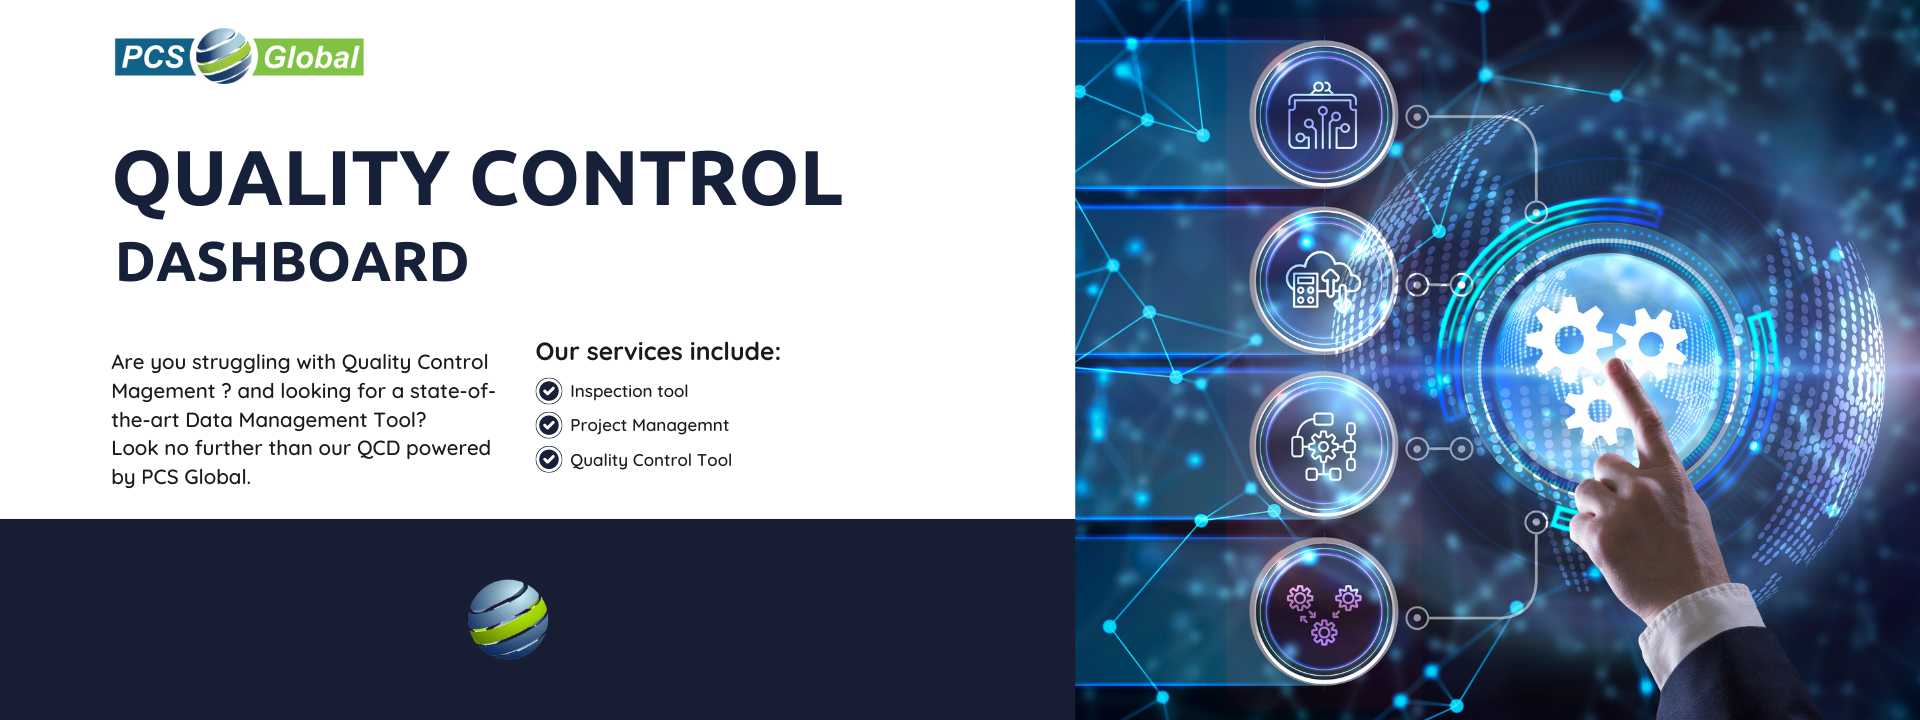 PCS Global
QUALITY CONTROL
DASHBOARD
Are you struggling with Quality Control
Magement ? and looking for a state-of-
the-art Data Management Tool?
Look no further than our QCD powered
by PCS Global.
Our services include:
Inspection tool
Project Managemnt
Quality Control Tool